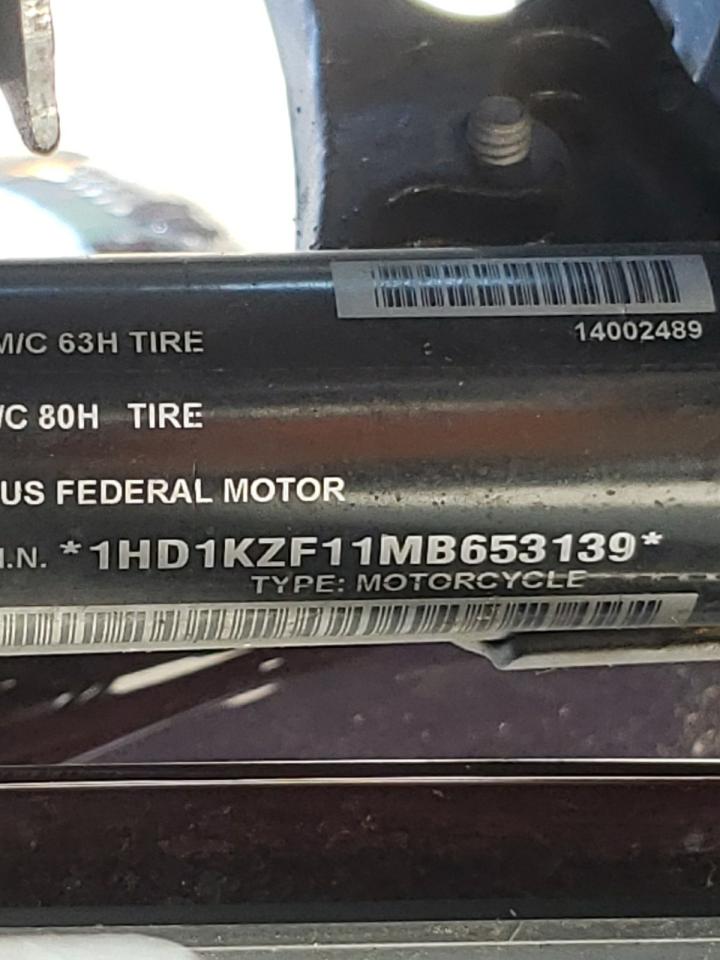 14002489
M/C 63H TIRE
/C 80H TIRE
US FEDERAL MOTOR
I.N. *1HD1KZF11MB653139*
TYPE: MOTORCYCLE